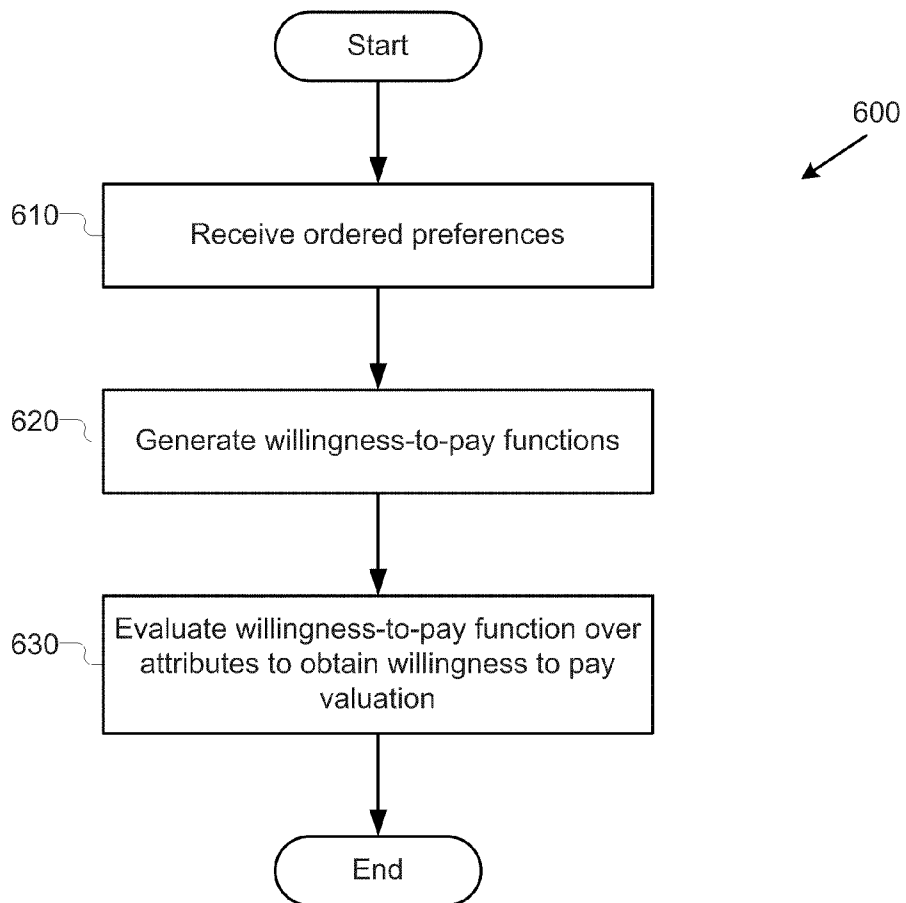 Start
600
610
Receive ordered preferences
620
Generate willingness-to-pay functions
630
Evaluate willingness-to-pay function over
attributes to obtain willingness to pay
valuation
End